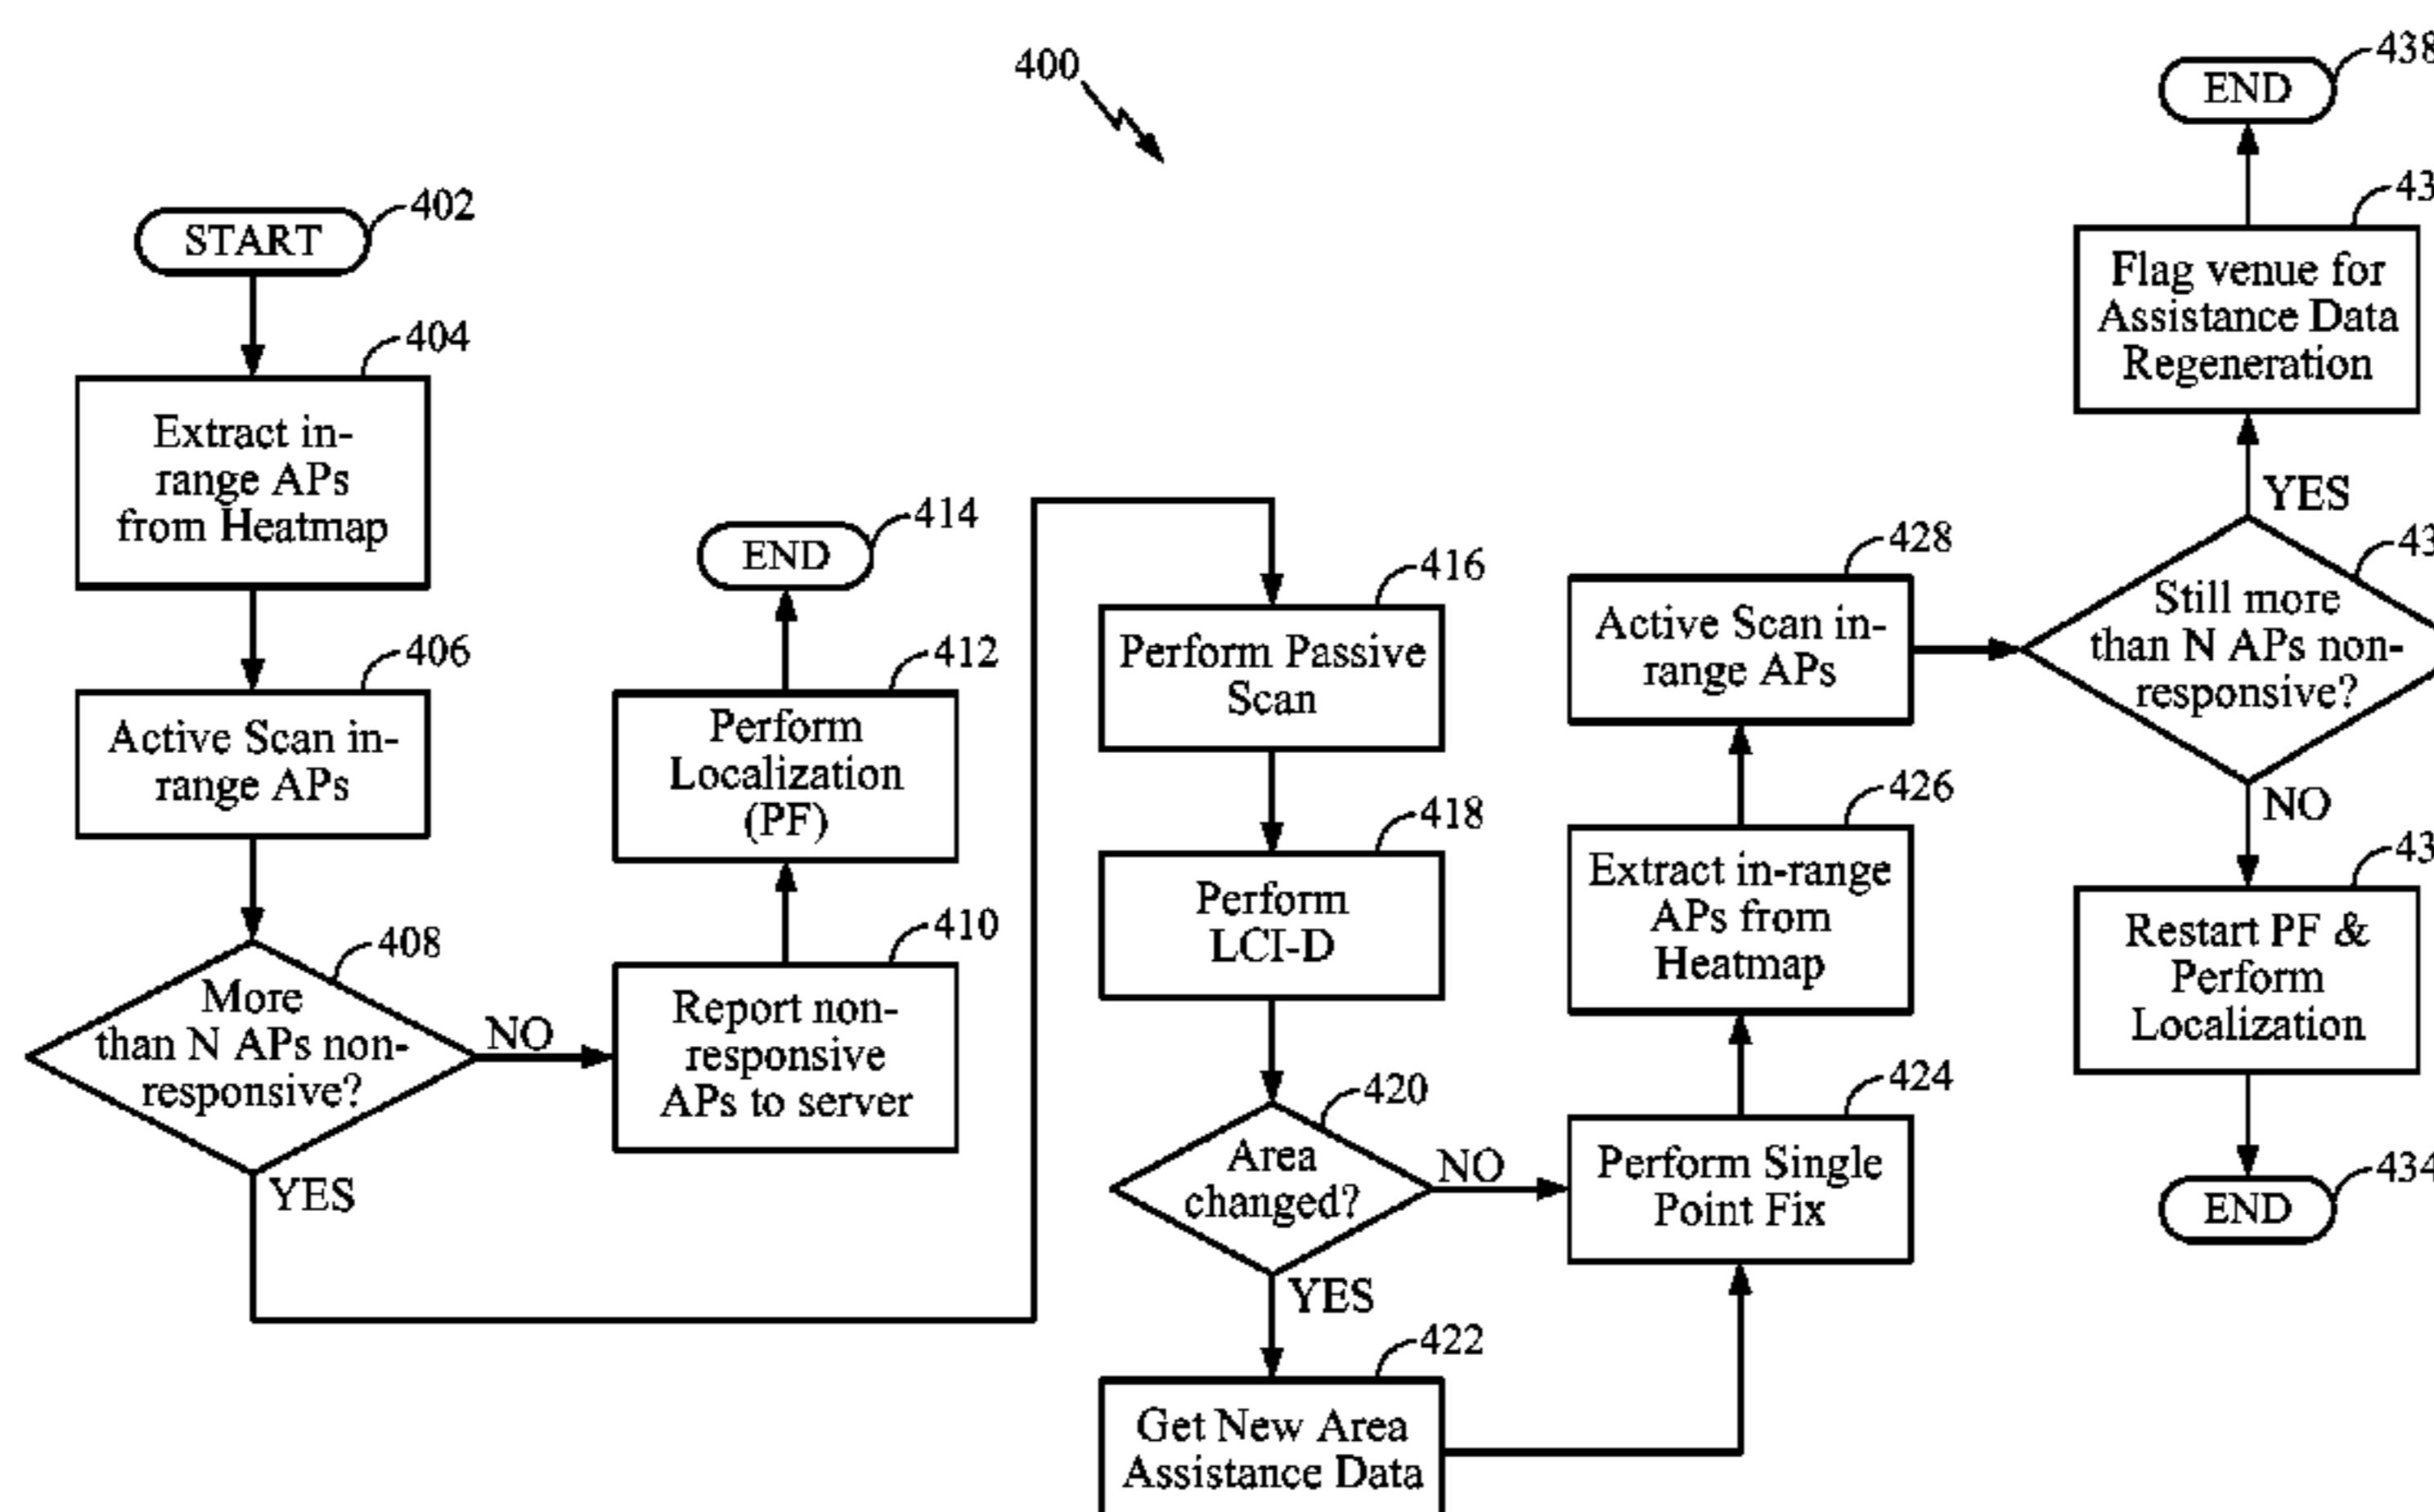 400
START
402
404
Extract in-
range APs
from Heatmap
406
Active Scan in-
range APs
408
More
than N APs non-
responsive?
NO
YES
410
Report non-
responsive
APs to server
412
Perform
Localization
(PF)
414
END
416
Perform Passive
Scan
418
Perform
LCI-D
420
Area
changed?
NO
YES
422
Get New Area
Assistance Data
424
Perform Single
Point Fix
426
Extract in-range
APs from
Heatmap
428
Active Scan in-
range APs
Still more
than N APs non-
responsive?
YES
NO
Restart PF &
Perform
Localization
434
END
Flag venue for
Assistance Data
Regeneration
438
END